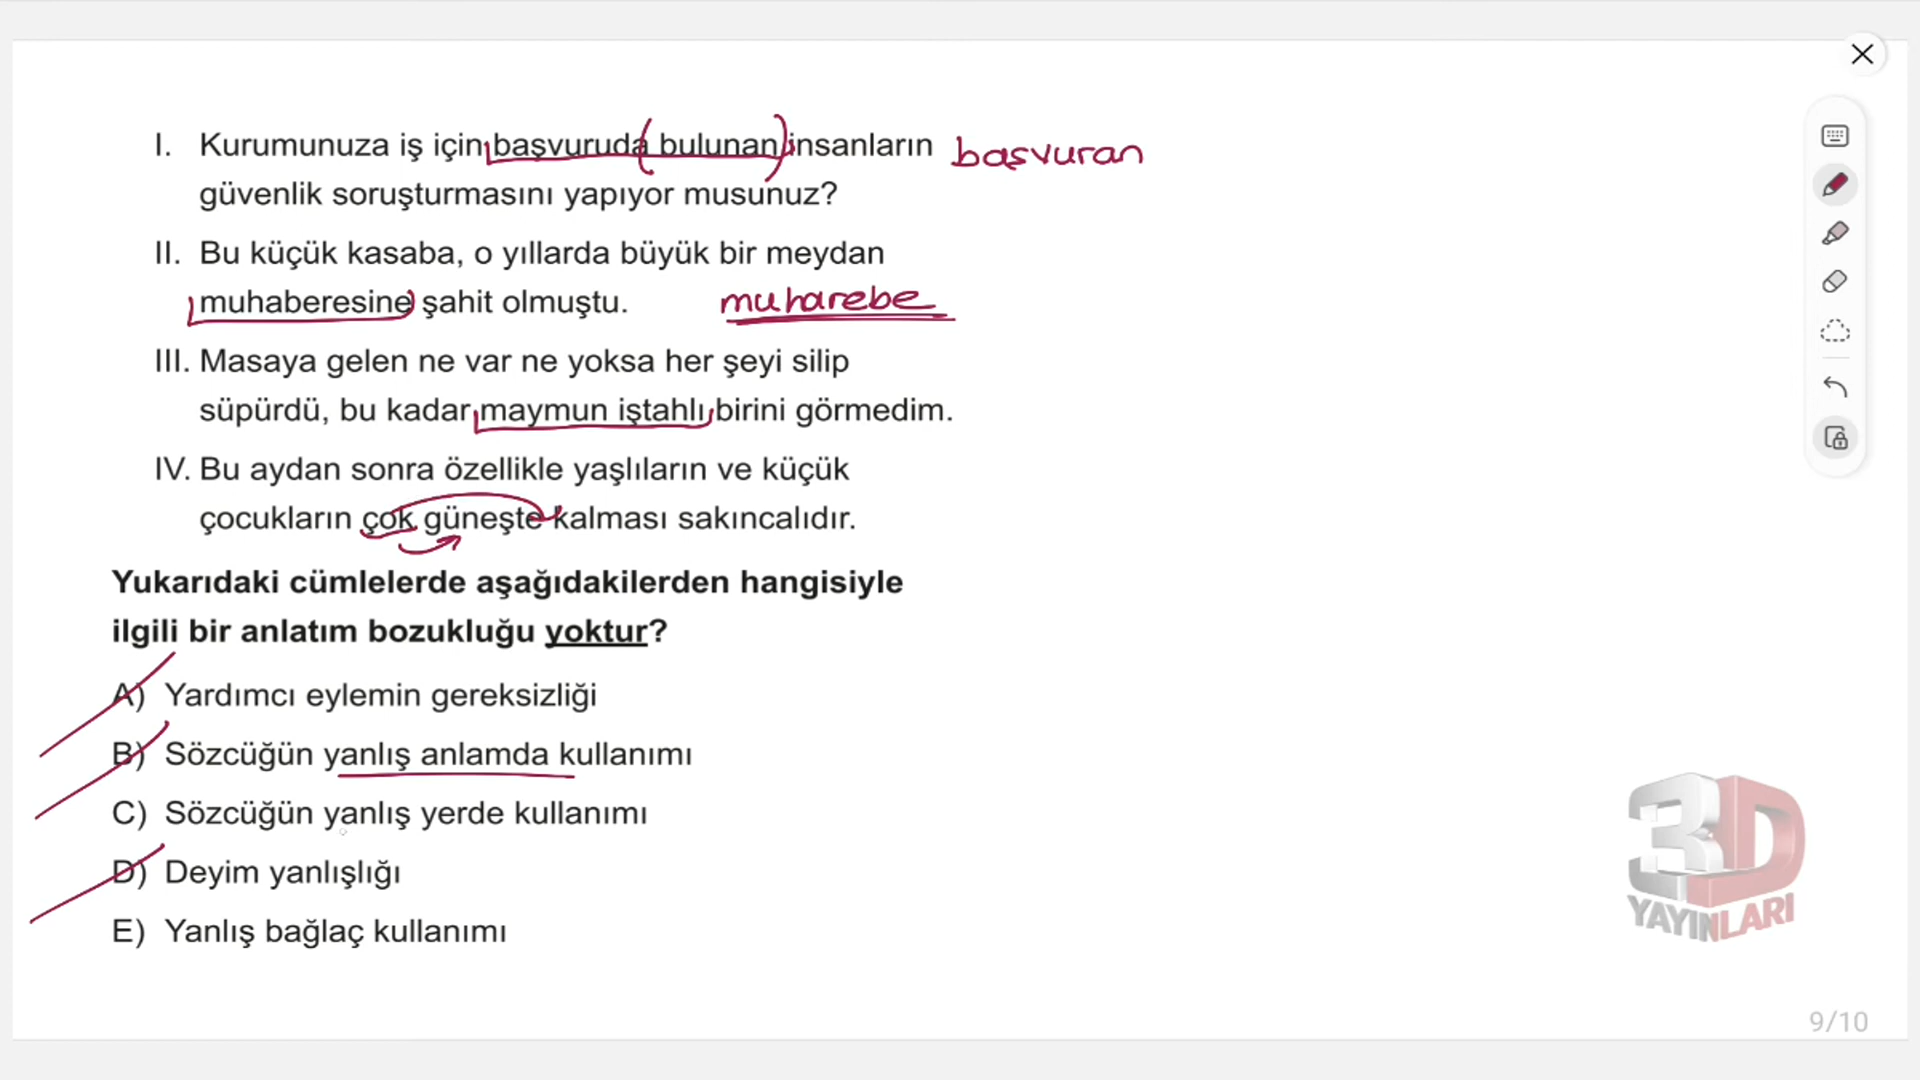 I. Kurumunuza iş için başvuruda bulunan insanların başvuran
güvenlik soruşturmasını yapıyor musunuz?
II. Bu küçük kasaba, o yıllarda büyük bir meydan
muhaberesine şahit olmuştu. muharebe
III. Masaya gelen ne var ne yoksa her şeyi silip
süpürdü, bu kadar maymun iştahlı birini görmedim.
IV. Bu aydan sonra özellikle yaşlıların ve küçük
çocukların çok güneşte kalması sakıncalıdır.
Yukarıdaki cümlelerde aşağıdakilerden hangisiyle
ilgili bir anlatım bozukluğu yoktur?
A) Yardımcı eylemin gereksizliği
B) Sözcüğün yanlış anlamda kullanımı
C) Sözcüğün yanlış yerde kullanımı
D) Deyim yanlışlığı
E) Yanlış bağlaç kullanımı
3D
YAYINLARI
9/10